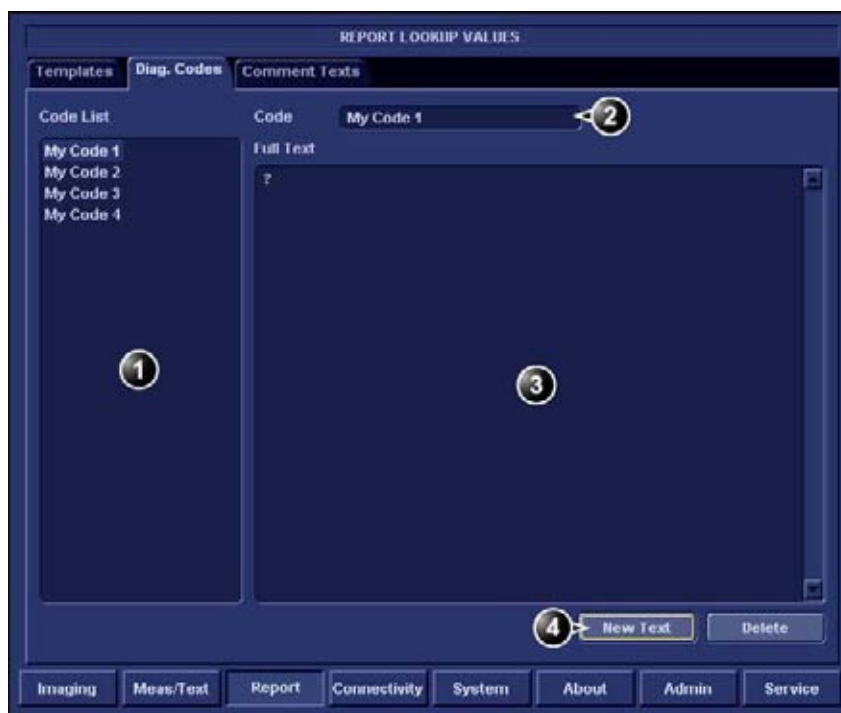 REPORT LOOKUP VALUES
Templates Diag. Codes Comment Texts
Code List Code My Code 1 2
Full Text
My Code 1
My Code 2
My Code 3
My Code 4
?
1
3
4 New Text Delete
Imaging Meas/Text Report Connectivity System About Admin Service